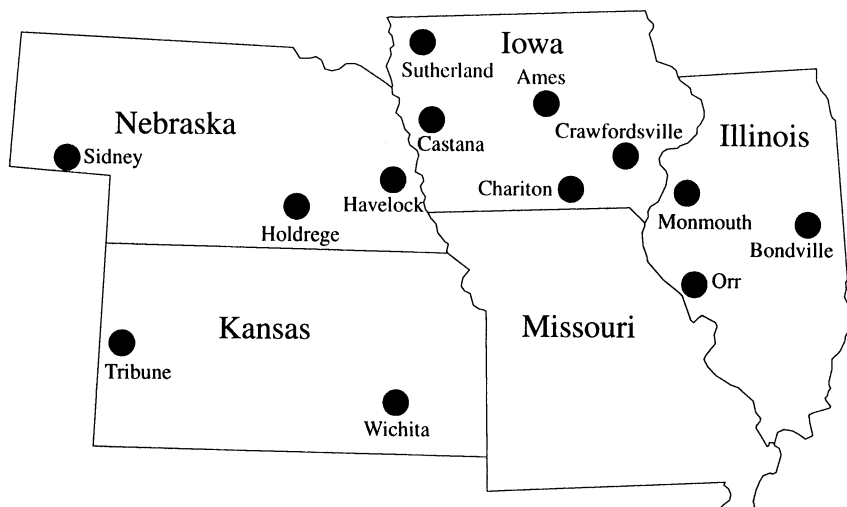 Iowa
Sutherland
Ames
Nebraska
Castana
Crawfordsville
Illinois
Sidney
Chariton
Havelock
Monmouth
Holdrege
Bondville
Orr
Kansas
Missouri
Tribune
Wichita